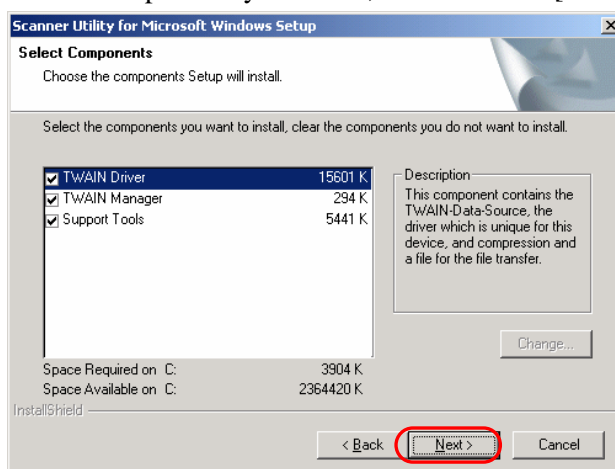 Scanner Utility for Microsoft Windows Setup
Select Components
Choose the components Setup will install.
Select the components you want to install, clear the components you do not want to install.
TWAIN Driver 15601 K
TWAIN Manager 294 K
Support Tools 5441 K
Description
This component contains the
TWAIN-Data-Source, the
driver which is unique for this
device, and compression and
a file for the file transfer.
Change...
Space Required on C: 3904 K
Space Available on C: 2364420 K
InstallShield
< Back Next > Cancel